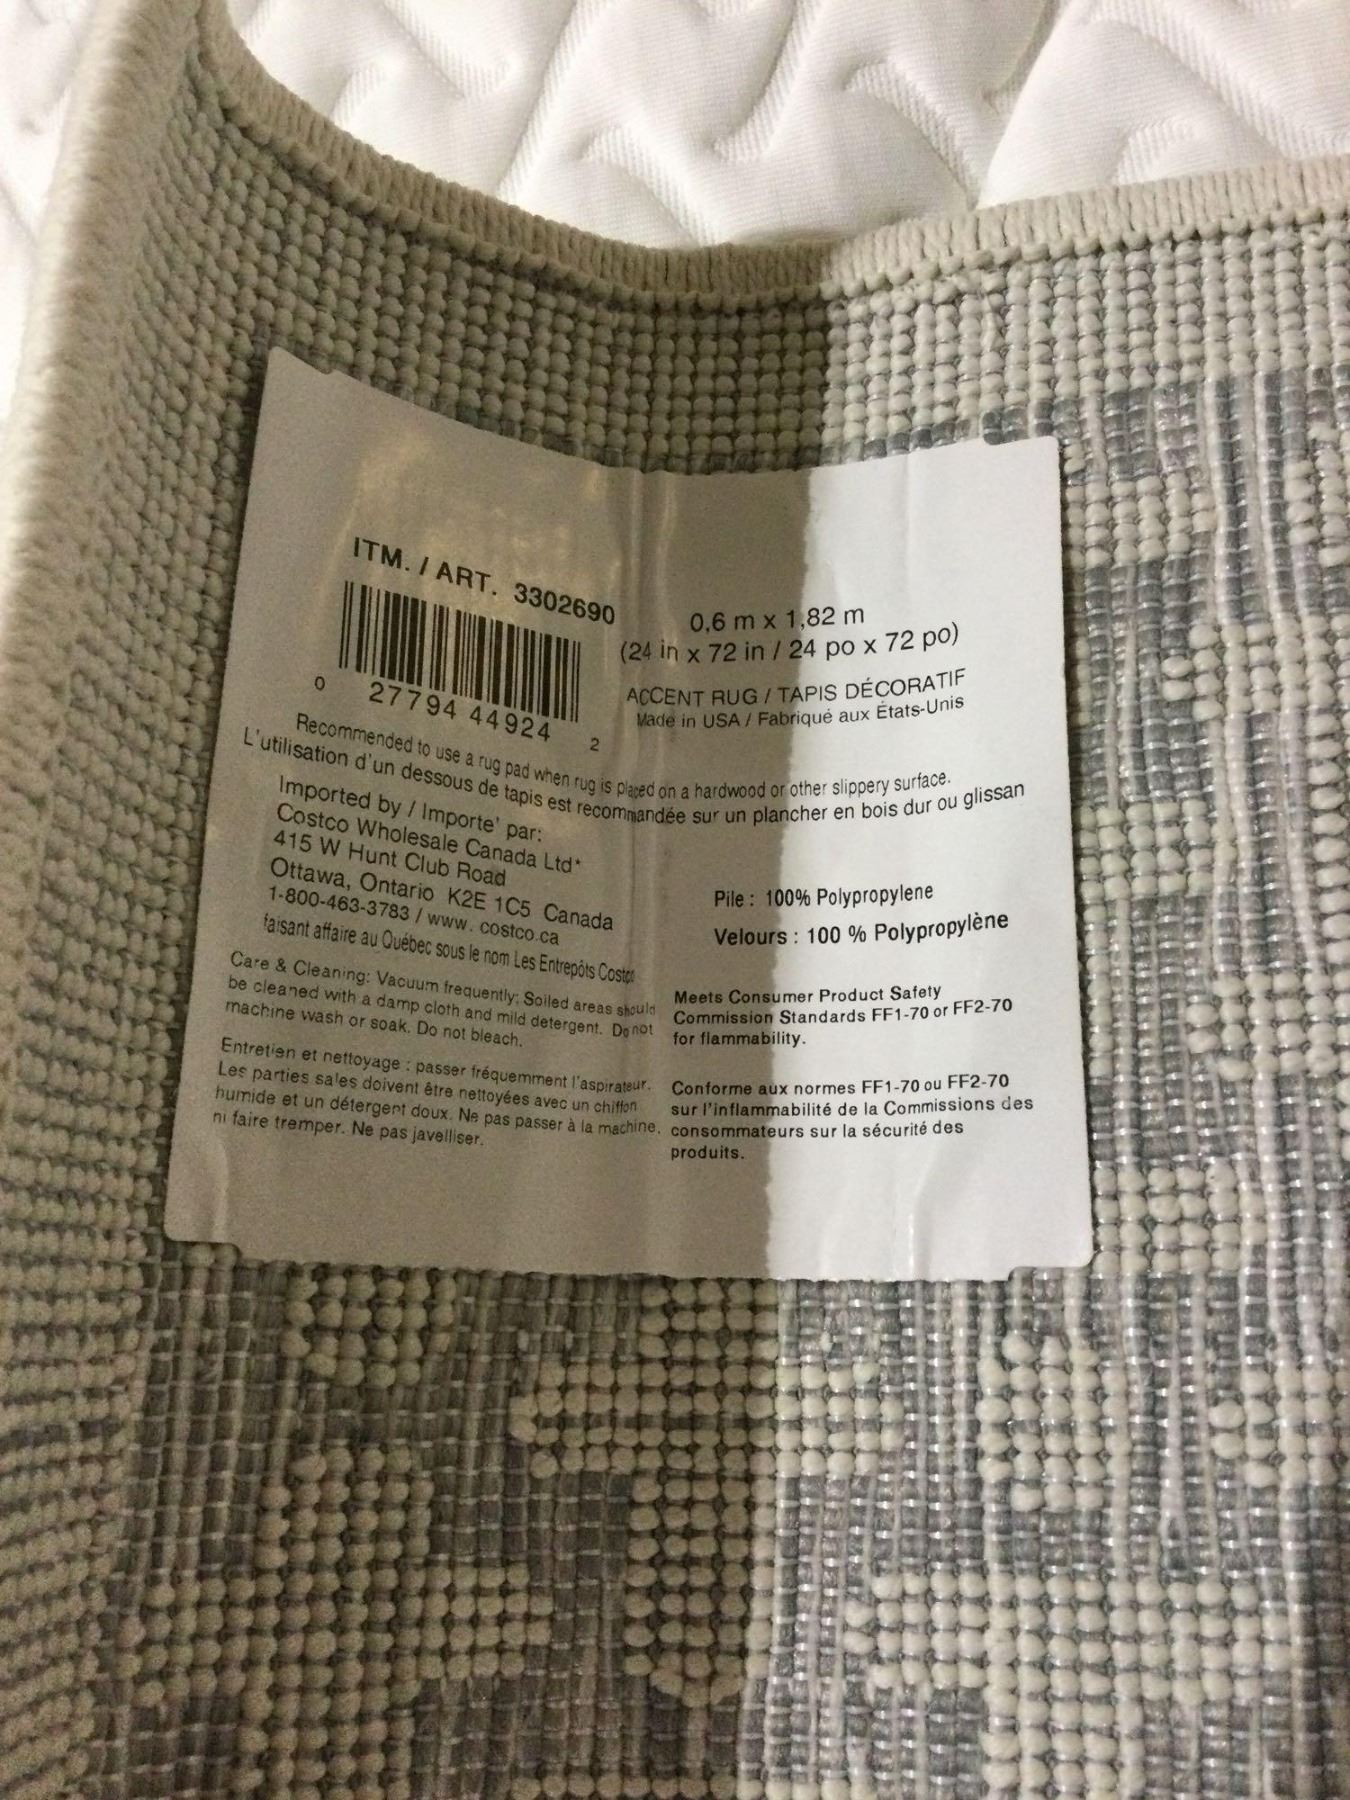 ITM. / ART. 3302690
0 27794 44924 2
0,6 m x 1,82 m
(24 in x 72 in / 24 po x 72 po)
ACCENT RUG / TAPIS DÉCORATIF
Made in USA / Fabriqué aux États-Unis
Recommended to use a rug pad when rug is placed on a hardwood or other slippery surface.
L'utilisation d'un dessous de tapis est recommandée sur un plancher en bois dur ou glissan
Imported by / Importe' par:
Costco Wholesale Canada Ltd*
415 W Hunt Club Road
Ottawa, Ontario K2E 1C5 Canada
1-800-463-3783 / www. costco.ca
faisant affaire au Québec sous le nom Les Entrepôts Costco
Pile : 100% Polypropylene
Velours : 100 % Polypropylène
Care & Cleaning: Vacuum frequently; Soiled areas should
be cleaned with a damp cloth and mild detergent. Do not
machine wash or soak. Do not bleach.
Entretien et nettoyage : passer fréquemment l'aspirateur.
Les parties sales doivent être nettoyées avec un chiffon
humide et un détergent doux. Ne pas passer à la machine,
ni faire tremper. Ne pas javelliser.
Meets Consumer Product Safety
Commission Standards FF1-70 or FF2-70
for flammability.
Conforme aux normes FF1-70 ou FF2-70
sur l'inflammabilité de la Commissions des
consommateurs sur la sécurité des
produits.